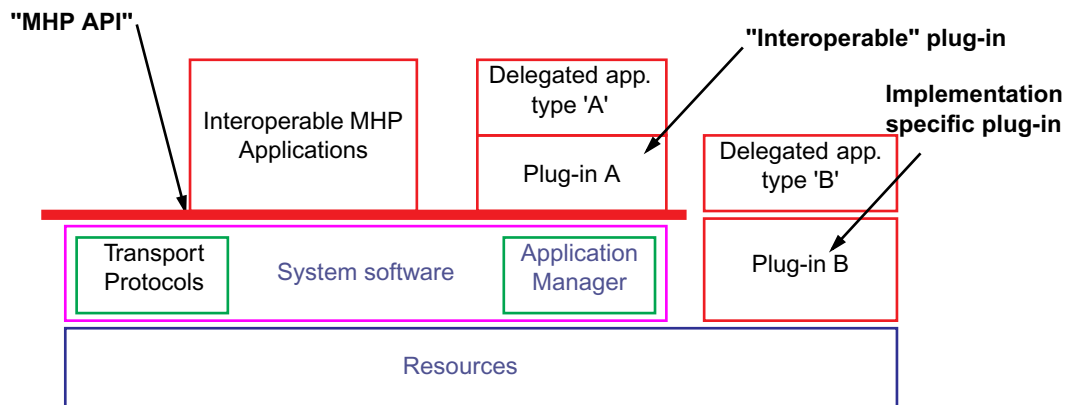 "MHP API"
"Interoperable" plug-in
Implementation
specific plug-in
Interoperable MHP
Applications
Delegated app.
type 'A'
Plug-in A
Delegated app.
type 'B'
Transport
Protocols
System software
Application
Manager
Plug-in B
Resources